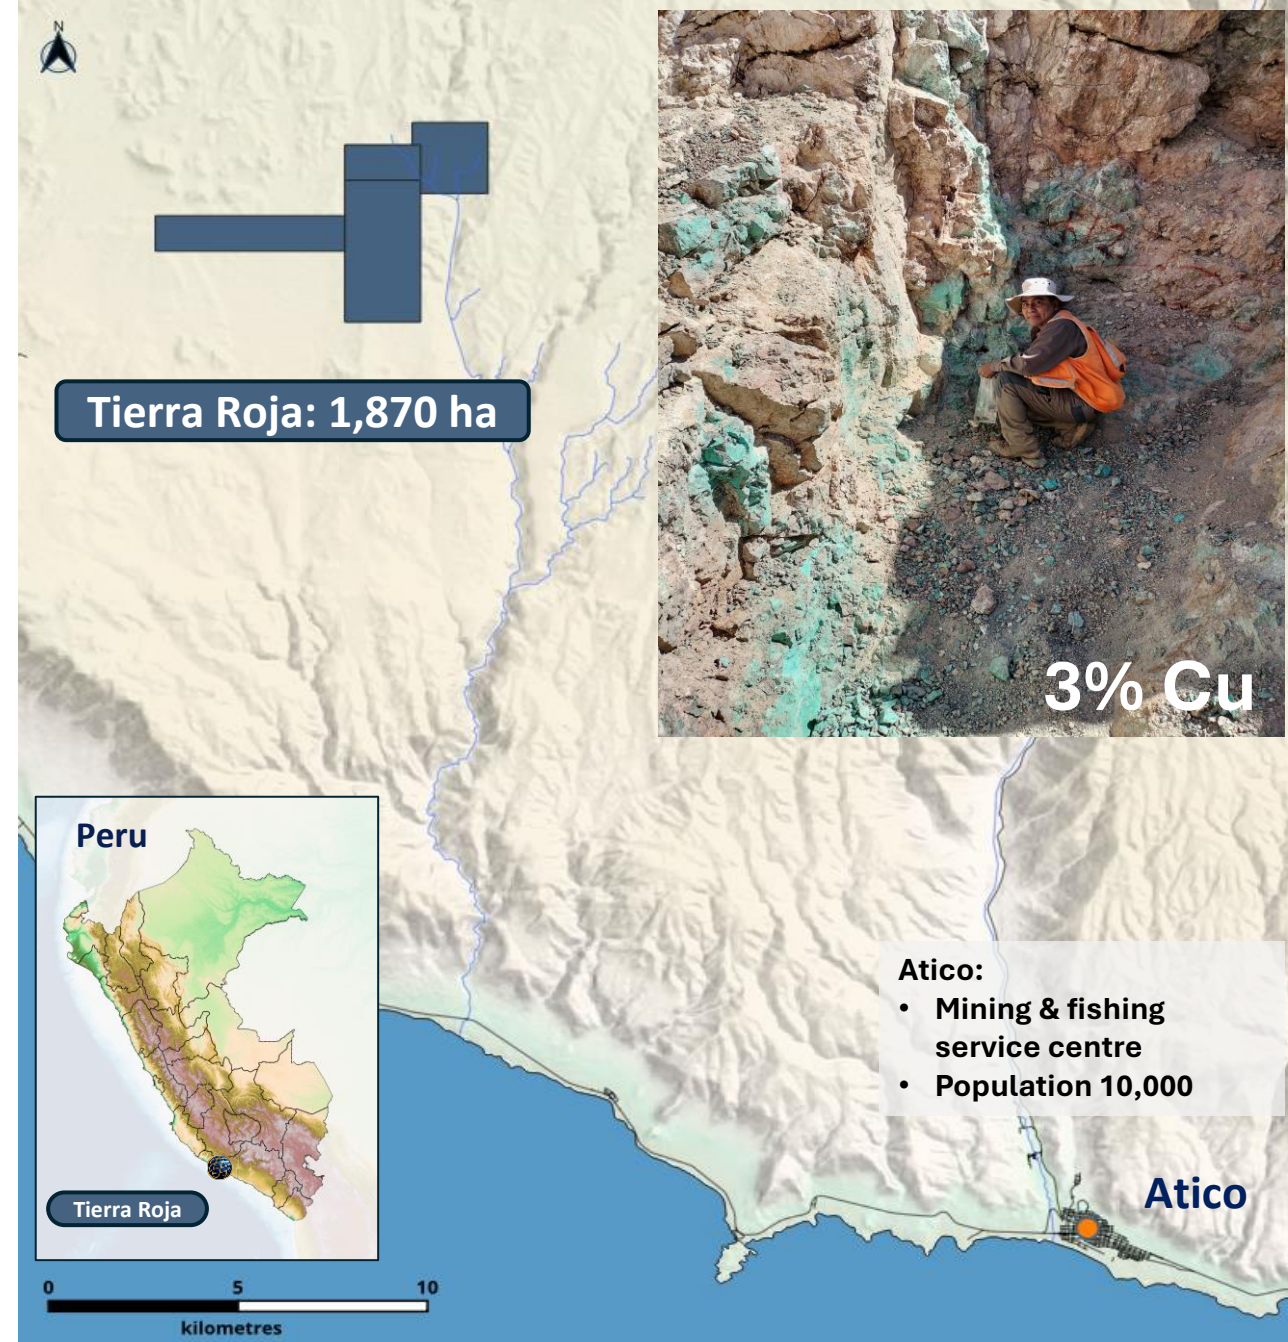 N
Tierra Roja: 1,870 ha
3% Cu
Peru
Tierra Roja
Atico:
• Mining & fishing
service centre
• Population 10,000
Atico
0 5 10
kilometres